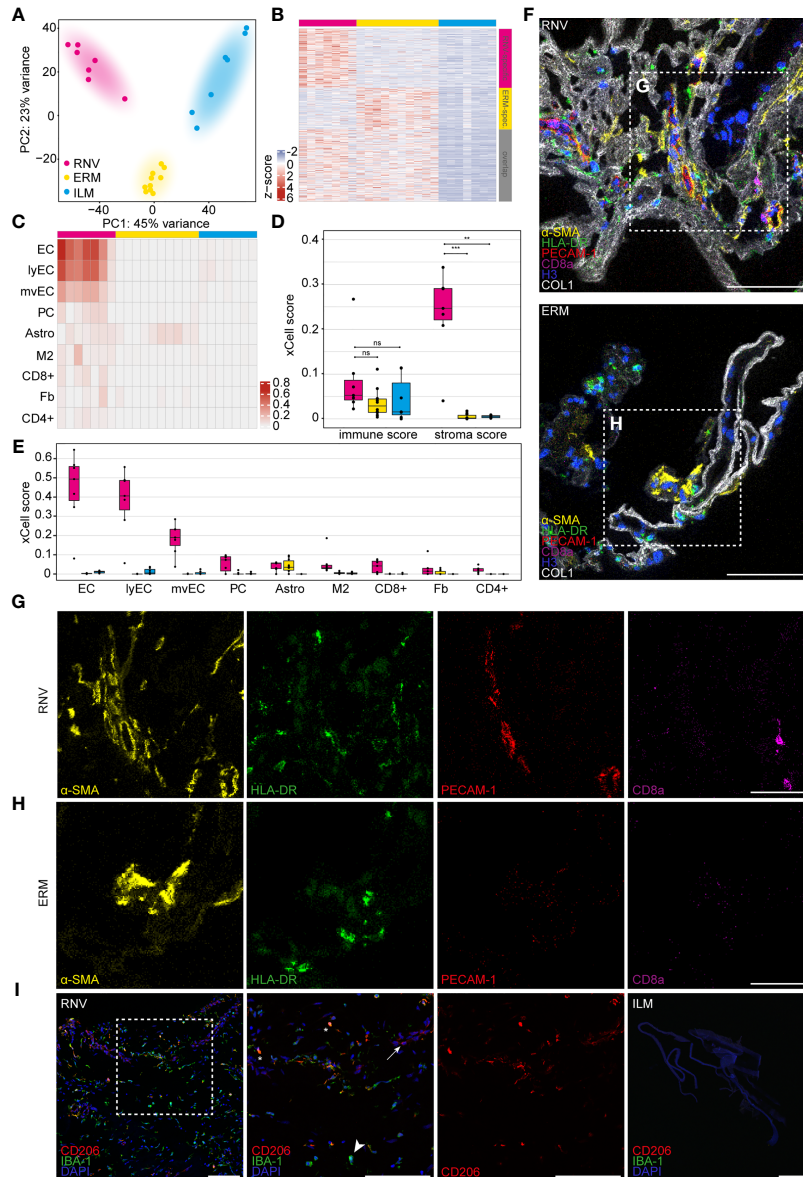 A
PC2: 23% variance
40
20
0
−20
RNV
ERM
ILM
−40
0
40
PC1: 45% variance
B
ERM-spec
overlap
z−score
−2
0
2
4
6
C
EC
lyEC
mvEC
PC
Astro
M2
CD8+
Fb
CD4+
0.8
0.6
0.4
0.2
0
D
xCell score
0.4
0.3
0.2
0.1
0
ns
ns
***
**
immune score
stroma score
E
xCell score
0.6
0.5
0.4
0.3
0.2
0.1
0
EC
lyEC
mvEC
PC
Astro
M2
CD8+
Fb
CD4+
F
RNV
G
α-SMA
HLA-DR
PECAM-1
CD8a
H3
COL1
ERM
H
α-SMA
HLA-DR
PECAM-1
CD8a
H3
COL1
G
RNV
α-SMA
HLA-DR
PECAM-1
CD8a
H
ERM
α-SMA
HLA-DR
PECAM-1
CD8a
I
RNV
CD206
IBA-1
DAPI
*
*
CD206
IBA-1
DAPI
CD206
ILM
CD206
IBA-1
DAPI